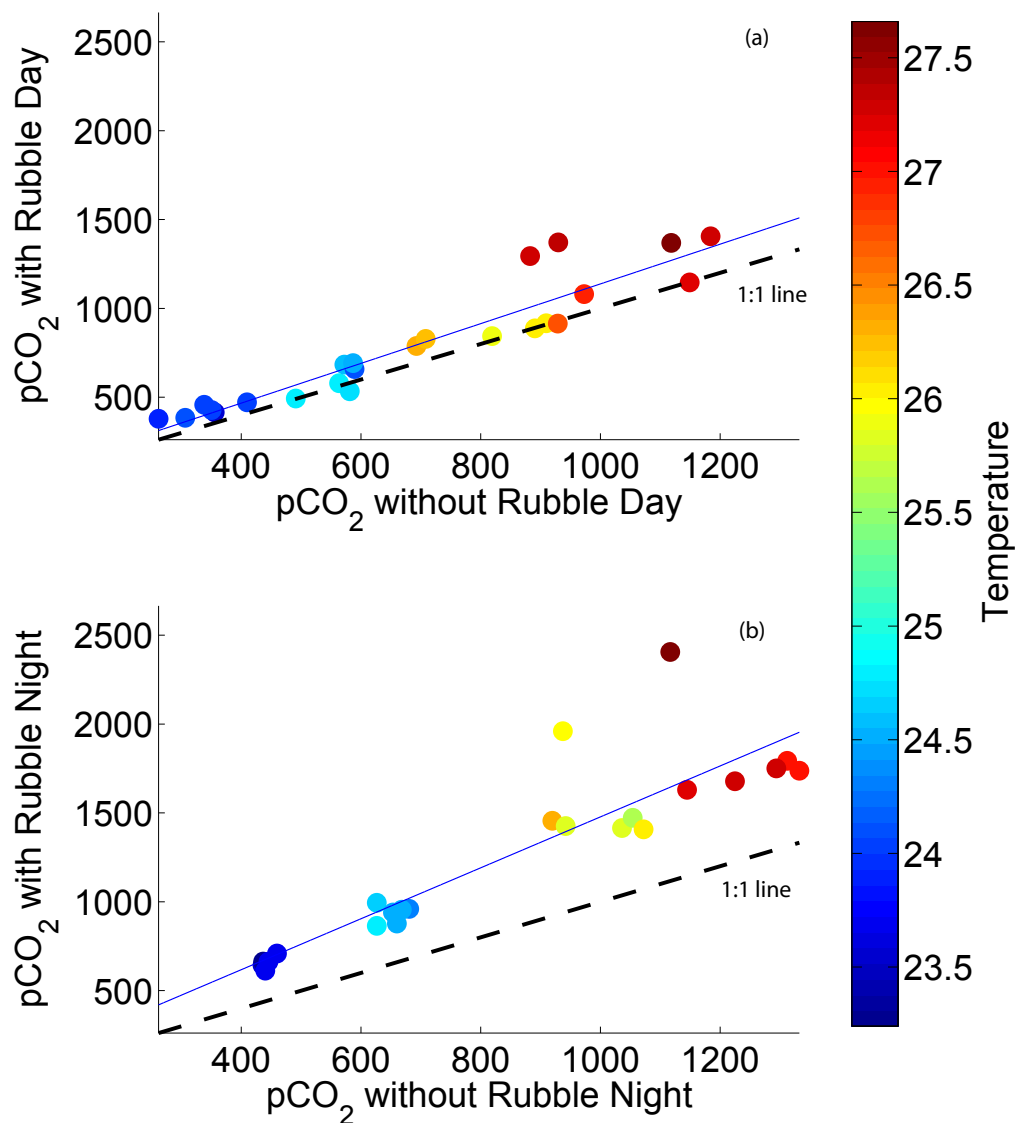 (a)
pCO2 with Rubble Day
2500
2000
1500
1000
500
1:1 line
400 600 800 1000 1200
pCO2 without Rubble Day
(b)
pCO2 with Rubble Night
2500
2000
1500
1000
500
1:1 line
400 600 800 1000 1200
pCO2 without Rubble Night
27.5
27
26.5
26
25.5
25
24.5
24
23.5
Temperature